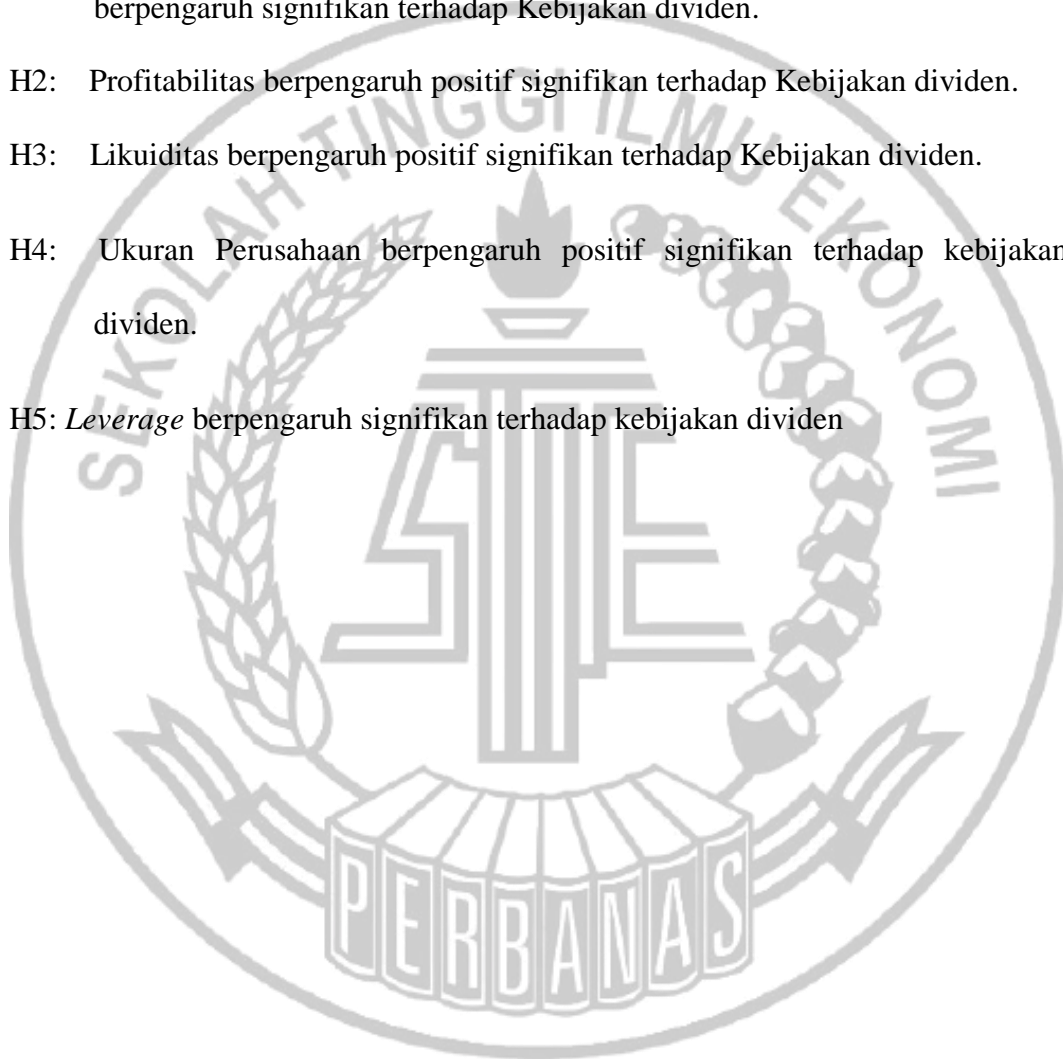 berpengaruh signifikan terhadap Kebijakan dividen.
H2: Profitabilitas berpengaruh positif signifikan terhadap Kebijakan dividen.
H3: Likuiditas berpengaruh positif signifikan terhadap Kebijakan dividen.
H4: Ukuran Perusahaan berpengaruh positif signifikan terhadap kebijakan
dividen.
H5: Leverage berpengaruh signifikan terhadap kebijakan dividen
SEKOLAH TINGGI ILMU EKONOMI
STIE
PERBANAS